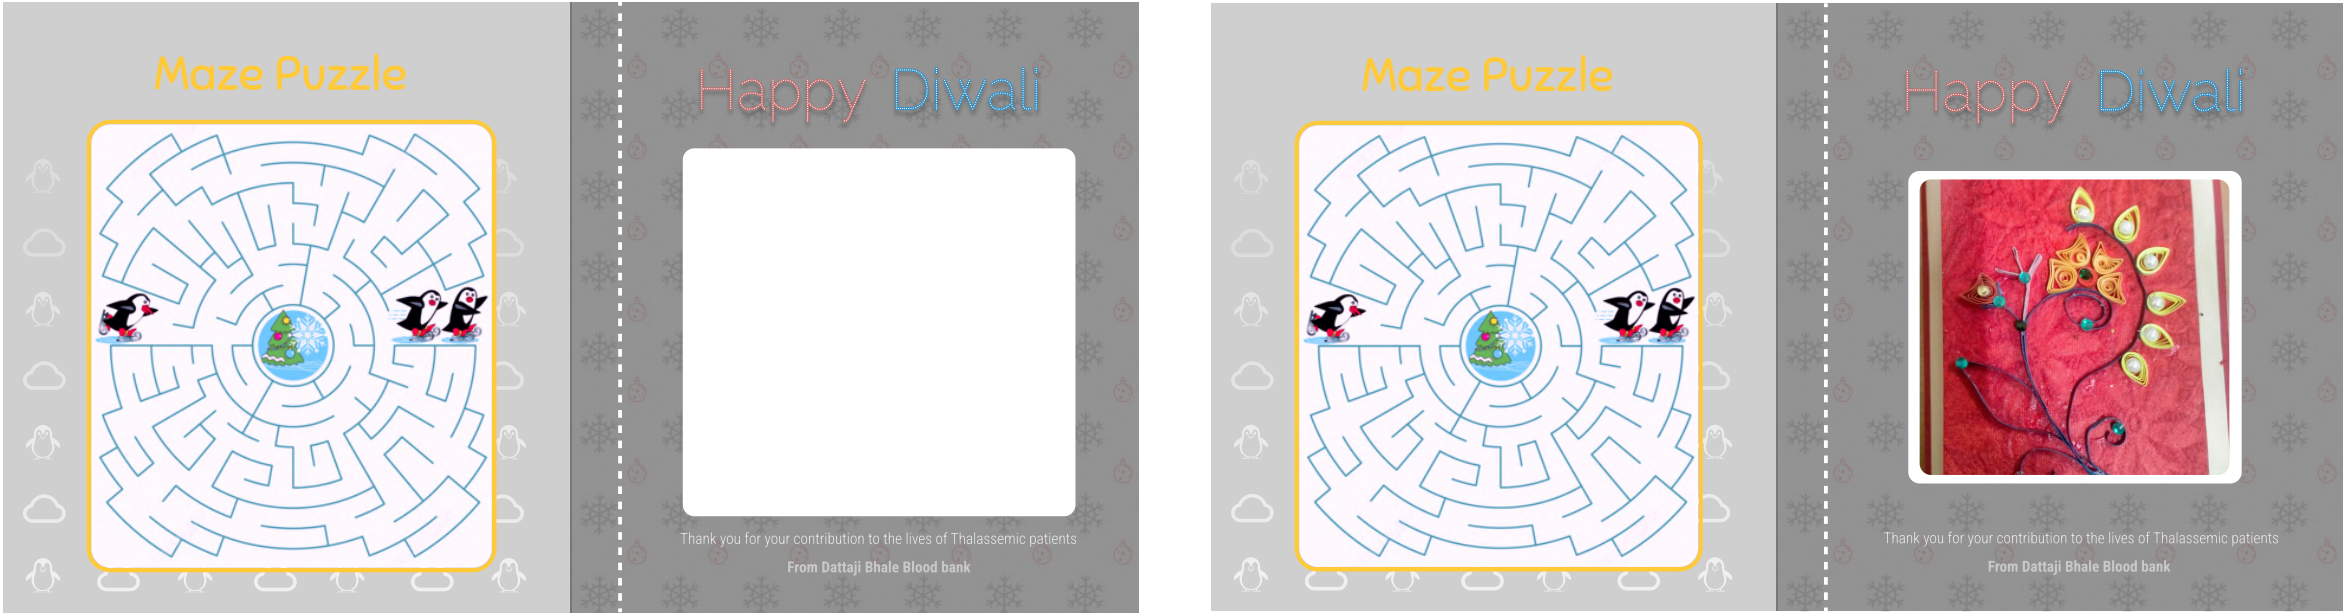 Maze Puzzle
Happy Diwali
Thank you for your contribution to the lives of Thalassemic patients
From Dattaji Bhale Blood bank
Maze Puzzle
Happy Diwali
Thank you for your contribution to the lives of Thalassemic patients
From Dattaji Bhale Blood bank